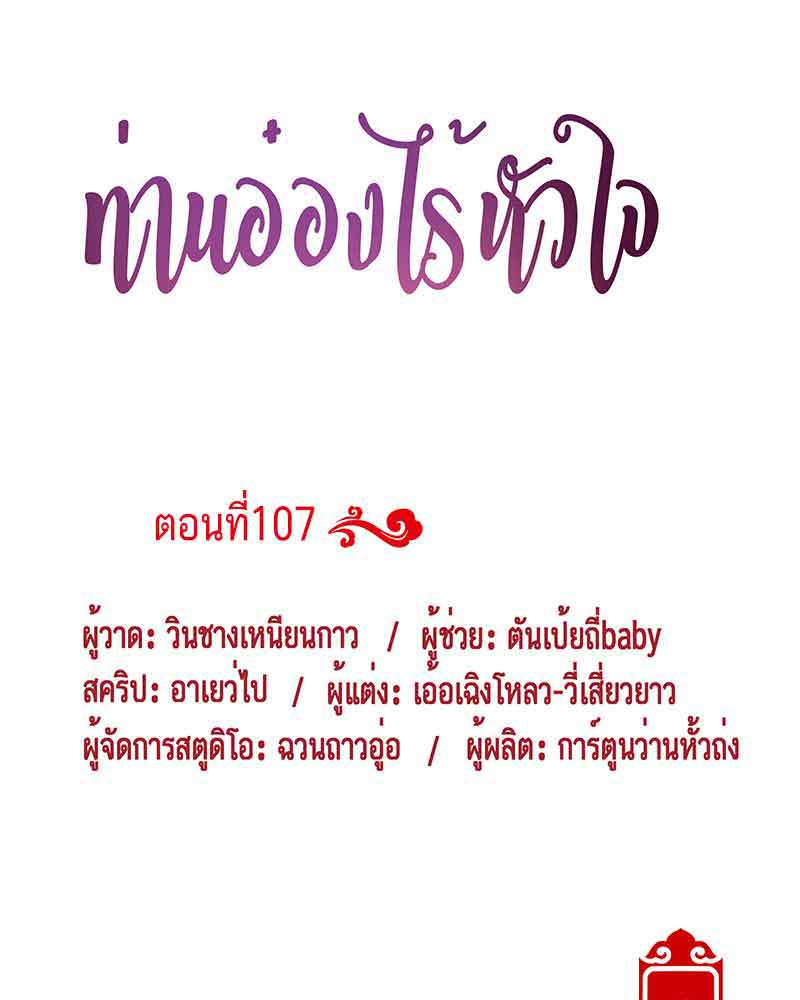 ท่านอ๋องไร้หัวใจ
ตอนที่107
ผู้วาด: วินชางเหนียนกาว / ผู้ช่วย: ตันเป้ยถี่baby
สคริป: อาเยว่ไป / ผู้แต่ง: เอ้อเฉิงโหลว-วี่เสี่ยวยาว
ผู้จัดการสตูดิโอ: ฉวนถาวอู่อ / ผู้ผลิต: การ์ตูนว่านหั้วถ่ง